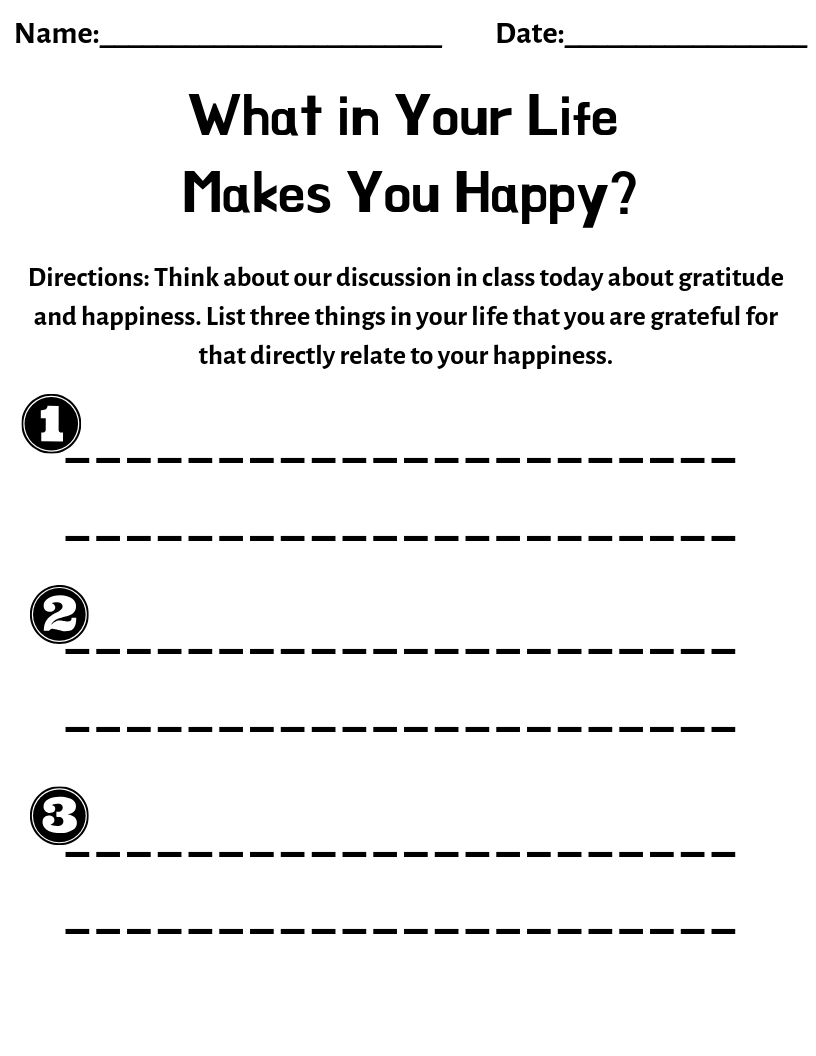 Name:________________________ Date:_________________
What in Your Life
Makes You Happy?
Directions: Think about our discussion in class today about gratitude
and happiness. List three things in your life that you are grateful for
that directly relate to your happiness.
1
2
3